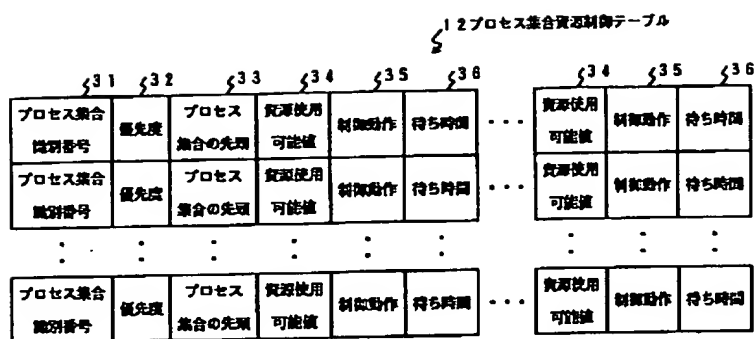 12プロセス集合資源制御テーブル
31 32 33 34 35 36 34 35 36
プロセス集合 優先度 プロセス 資源使用 制御動作 待ち時間 ・・・ 資源使用 制御動作 待ち時間
識別番号 集合の先頭 可能値 可能値
プロセス集合 優先度 プロセス 資源使用 制御動作 待ち時間 資源使用 制御動作 待ち時間
識別番号 集合の先頭 可能値 可能値
プロセス集合 優先度 プロセス 資源使用 制御動作 待ち時間 ・・・ 資源使用 制御動作 待ち時間
識別番号 集合の先頭 可能値 可能値